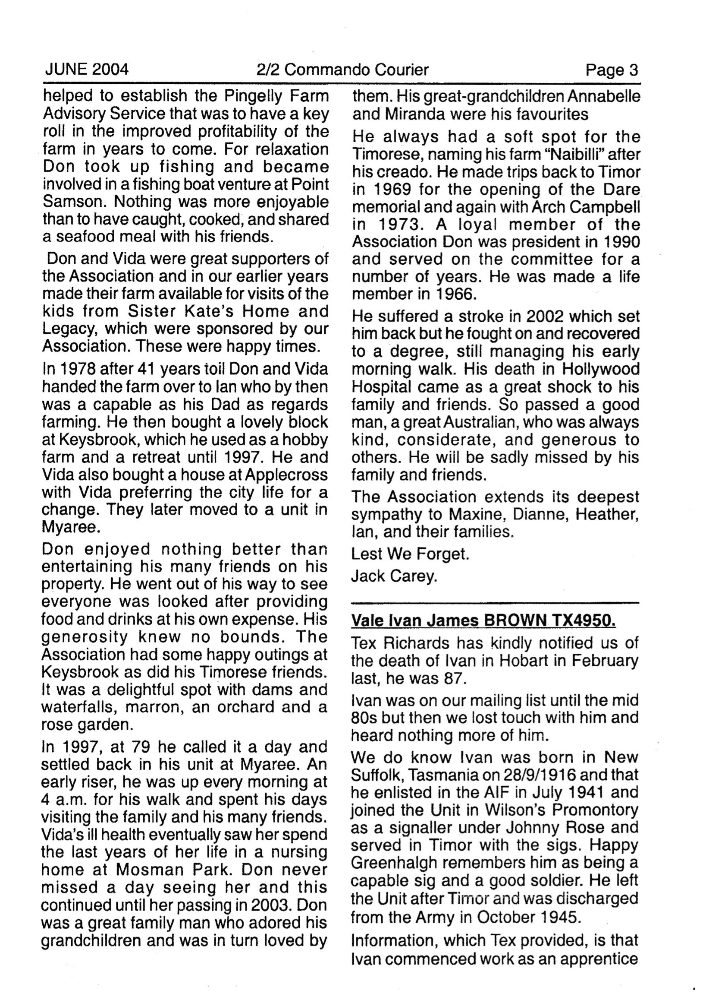 JUNE 2004 2/2 Commando Courier Page 3
helped to establish the Pingelly Farm
Advisory Service that was to have a key
roll in the improved profitability of the
farm in years to come. For relaxation
Don took up fishing and became
involved in a fishing boat venture at Point
Samson. Nothing was more enjoyable
than to have caught, cooked, and shared
a seafood meal with his friends.
Don and Vida were great supporters of
the Association and in our earlier years
made their farm available for visits of the
kids from Sister Kate's Home and
Legacy, which were sponsored by our
Association. These were happy times.
In 1978 after 41 years toil Don and Vida
handed the farm over to Ian who by then
was a capable as his Dad as regards
farming. He then bought a lovely block
at Keysbrook, which he used as a hobby
farm and a retreat until 1997. He and
Vida also bought a house at Applecross
with Vida preferring the city life for a
change. They later moved to a unit in
Myaree.
Don enjoyed nothing better than
entertaining his many friends on his
property. He went out of his way to see
everyone was looked after providing
food and drinks at his own expense. His
generosity knew no bounds. The
Association had some happy outings at
Keysbrook as did his Timorese friends.
It was a delightful spot with dams and
waterfalls, marron, an orchard and a
rose garden.
In 1997, at 79 he called it a day and
settled back in his unit at Myaree. An
early riser, he was up every morning at
4 a.m. for his walk and spent his days
visiting the family and his many friends.
Vida's ill health eventually saw her spend
the last years of her life in a nursing
home at Mosman Park. Don never
missed a day seeing her and this
continued until her passing in 2003. Don
was a great family man who adored his
grandchildren and was in turn loved by
them. His great-grandchildren Annabelle
and Miranda were his favourites
He always had a soft spot for the
Timorese, naming his farm “Naibilli” after
his creado. He made trips back to Timor
in 1969 for the opening of the Dare
memorial and again with Arch Campbell
in 1973. A loyal member of the
Association Don was president in 1990
and served on the committee for a
number of years. He was made a life
member in 1966.
He suffered a stroke in 2002 which set
him back but he fought on and recovered
to a degree, still managing his early
morning walk. His death in Hollywood
Hospital came as a great shock to his
family and friends. So passed a good
man, a great Australian, who was always
kind, considerate, and generous to
others. He will be sadly missed by his
family and friends.
The Association extends its deepest
sympathy to Maxine, Dianne, Heather,
Ian, and their families.
Lest We Forget.
Jack Carey.
Vale Ivan James BROWN TX4950.
Tex Richards has kindly notified us of
the death of Ivan in Hobart in February
last, he was 87.
Ivan was on our mailing list until the mid
80s but then we lost touch with him and
heard nothing more of him.
We do know Ivan was born in New
Suffolk, Tasmania on 28/9/1916 and that
he enlisted in the AIF in July 1941 and
joined the Unit in Wilson's Promontory
as a signaller under Johnny Rose and
served in Timor with the sigs. Happy
Greenhalgh remembers him as being a
capable sig and a good soldier. He left
the Unit after Timor and was discharged
from the Army in October 1945.
Information, which Tex provided, is that
Ivan commenced work as an apprentice